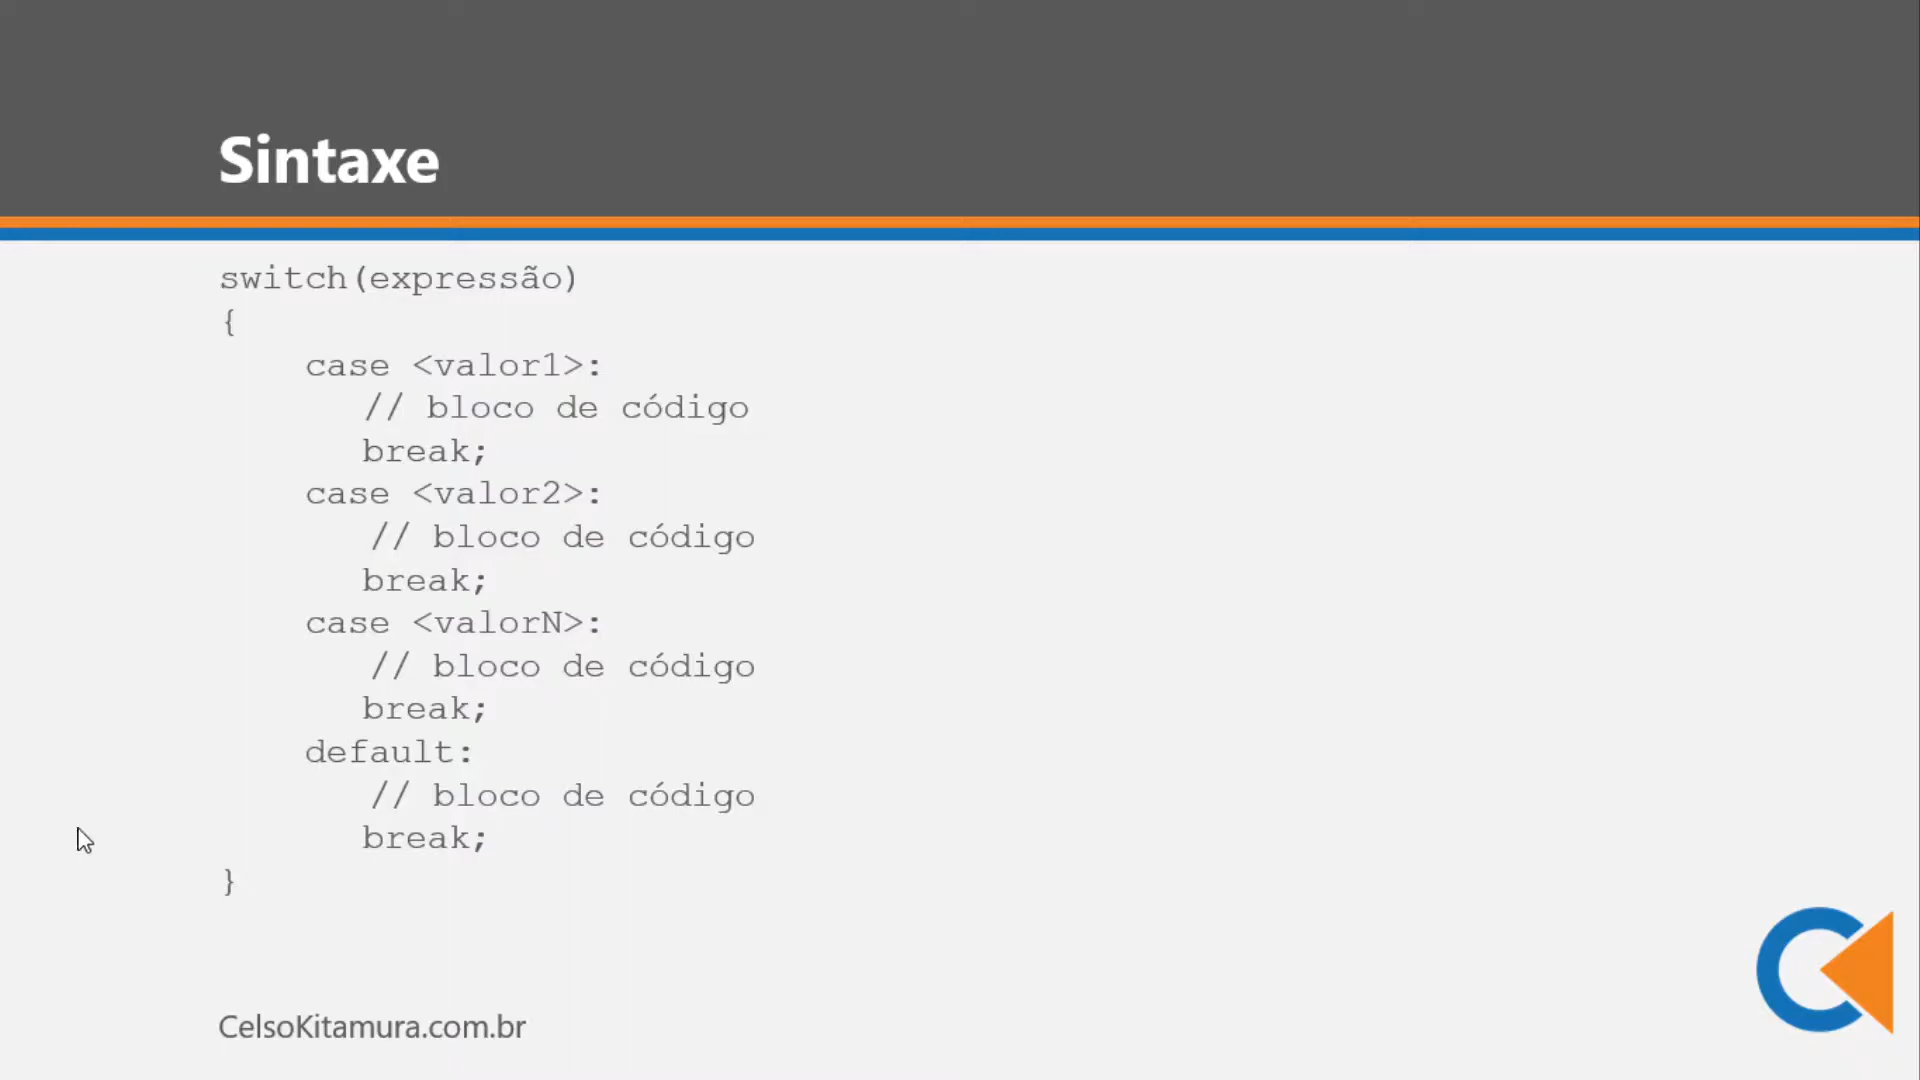 Sintaxe
switch(expressão)
{
case <valor1>:
// bloco de código
break;
case <valor2>:
// bloco de código
break;
case <valorN>:
// bloco de código
break;
default:
// bloco de código
break;
}
CelsoKitamura.com.br